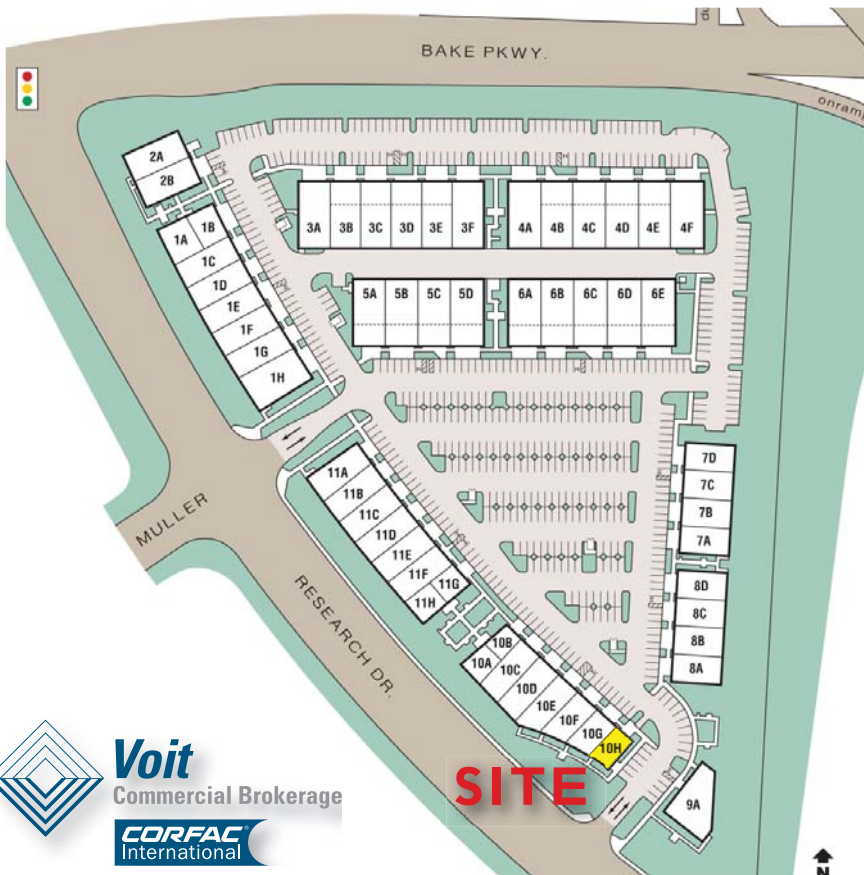 BAKE PKWY.
onramp
2A
2B
1A
1B
1C
1D
1E
1F
1G
1H
3A 3B 3C 3D 3E 3F
4A 4B 4C 4D 4E 4F
5A 5B 5C 5D
6A 6B 6C 6D 6E
7D
7C
7B
7A
8D
8C
8B
8A
MULLER
RESEARCH DR.
11A
11B
11C
11D
11E
11F
11G
11H
10B
10A
10C
10D
10E
10F
10G
10H
9A
SITE
Voit
Commercial Brokerage
CORFAC
International
N